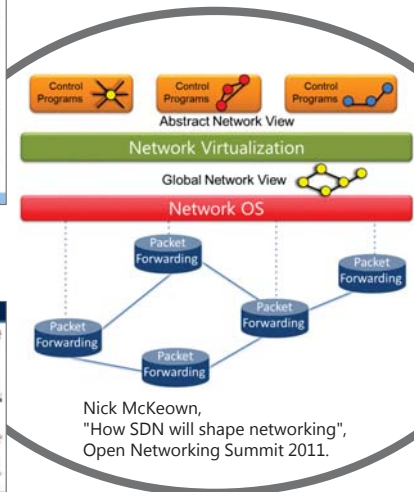 Control
Programs
Control
Programs
Control
Programs
Abstract Network View
Network Virtualization
Global Network View
Network OS
Packet
Forwarding
Packet
Forwarding
Packet
Forwarding
Packet
Forwarding
Packet
Forwarding
Nick McKeown,
"How SDN will shape networking",
Open Networking Summit 2011.